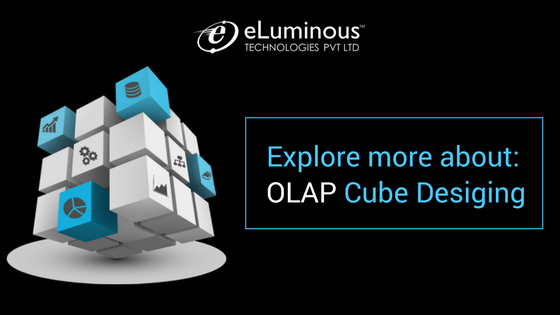 eLuminous™
TECHNOLOGIES PVT LTD
Explore more about:
OLAP Cube Desiging